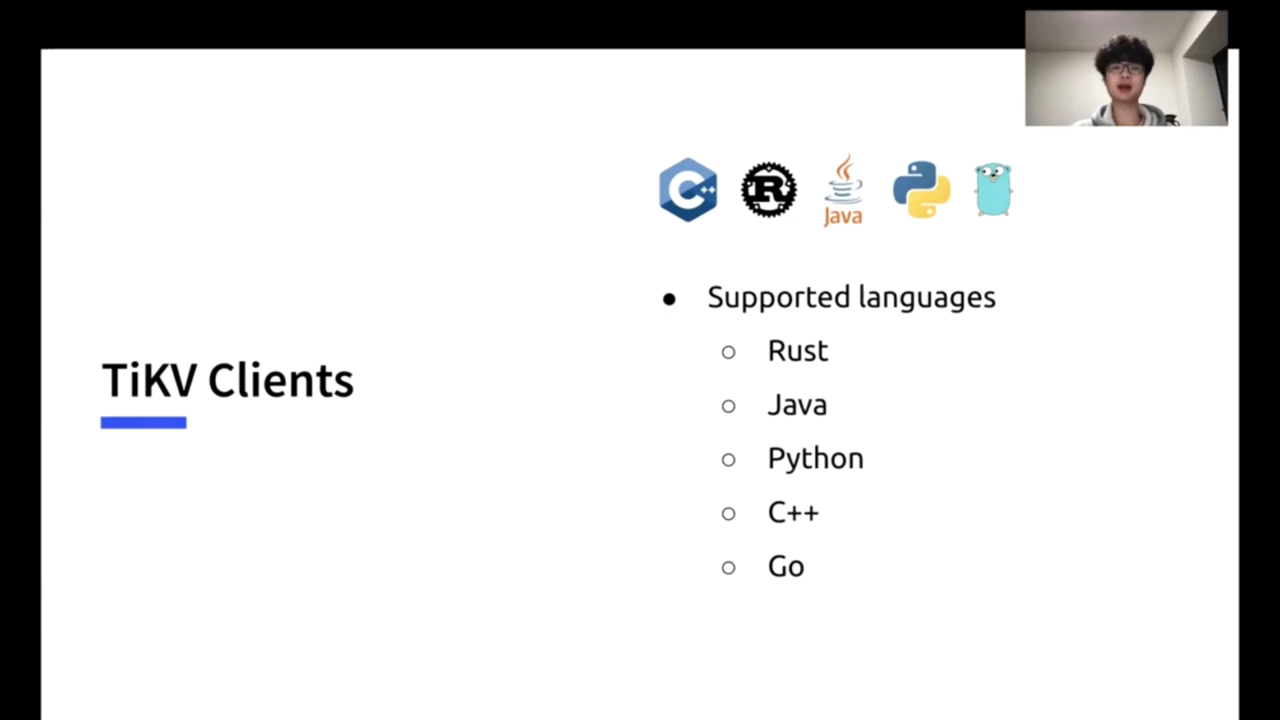 C++
R
Java
Supported languages
Rust
TiKV Clients
Java
Python
C++
Go